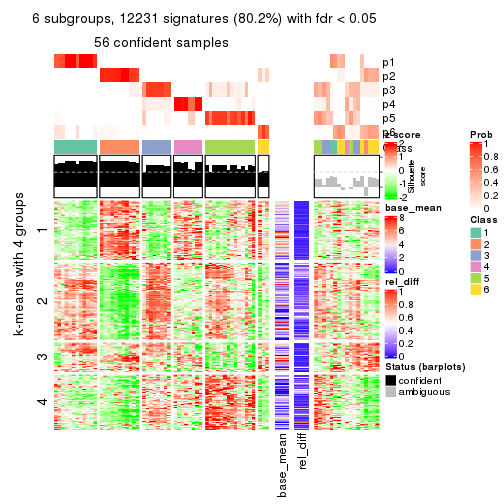 6 subgroups, 12231 signatures (80.2%) with fdr < 0.05
56 confident samples
p1
p2
p3
p4
p5
p6
Class
Silhouette
score
1
2
3
4
k-means with 4 groups
base_mean
rel_diff
z-score
2
1
0
-1
-2
base_mean
8
6
4
2
0
rel_diff
1
0.8
0.6
0.4
0.2
0
Status (barplots)
confident
ambiguous
Prob
1
0.8
0.6
0.4
0.2
0
Class
1
2
3
4
5
6